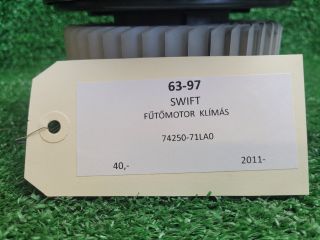 63-97
SWIFT
FŰTŐMOTOR KLÍMÁS
74250-71LA0
40,-
2011-